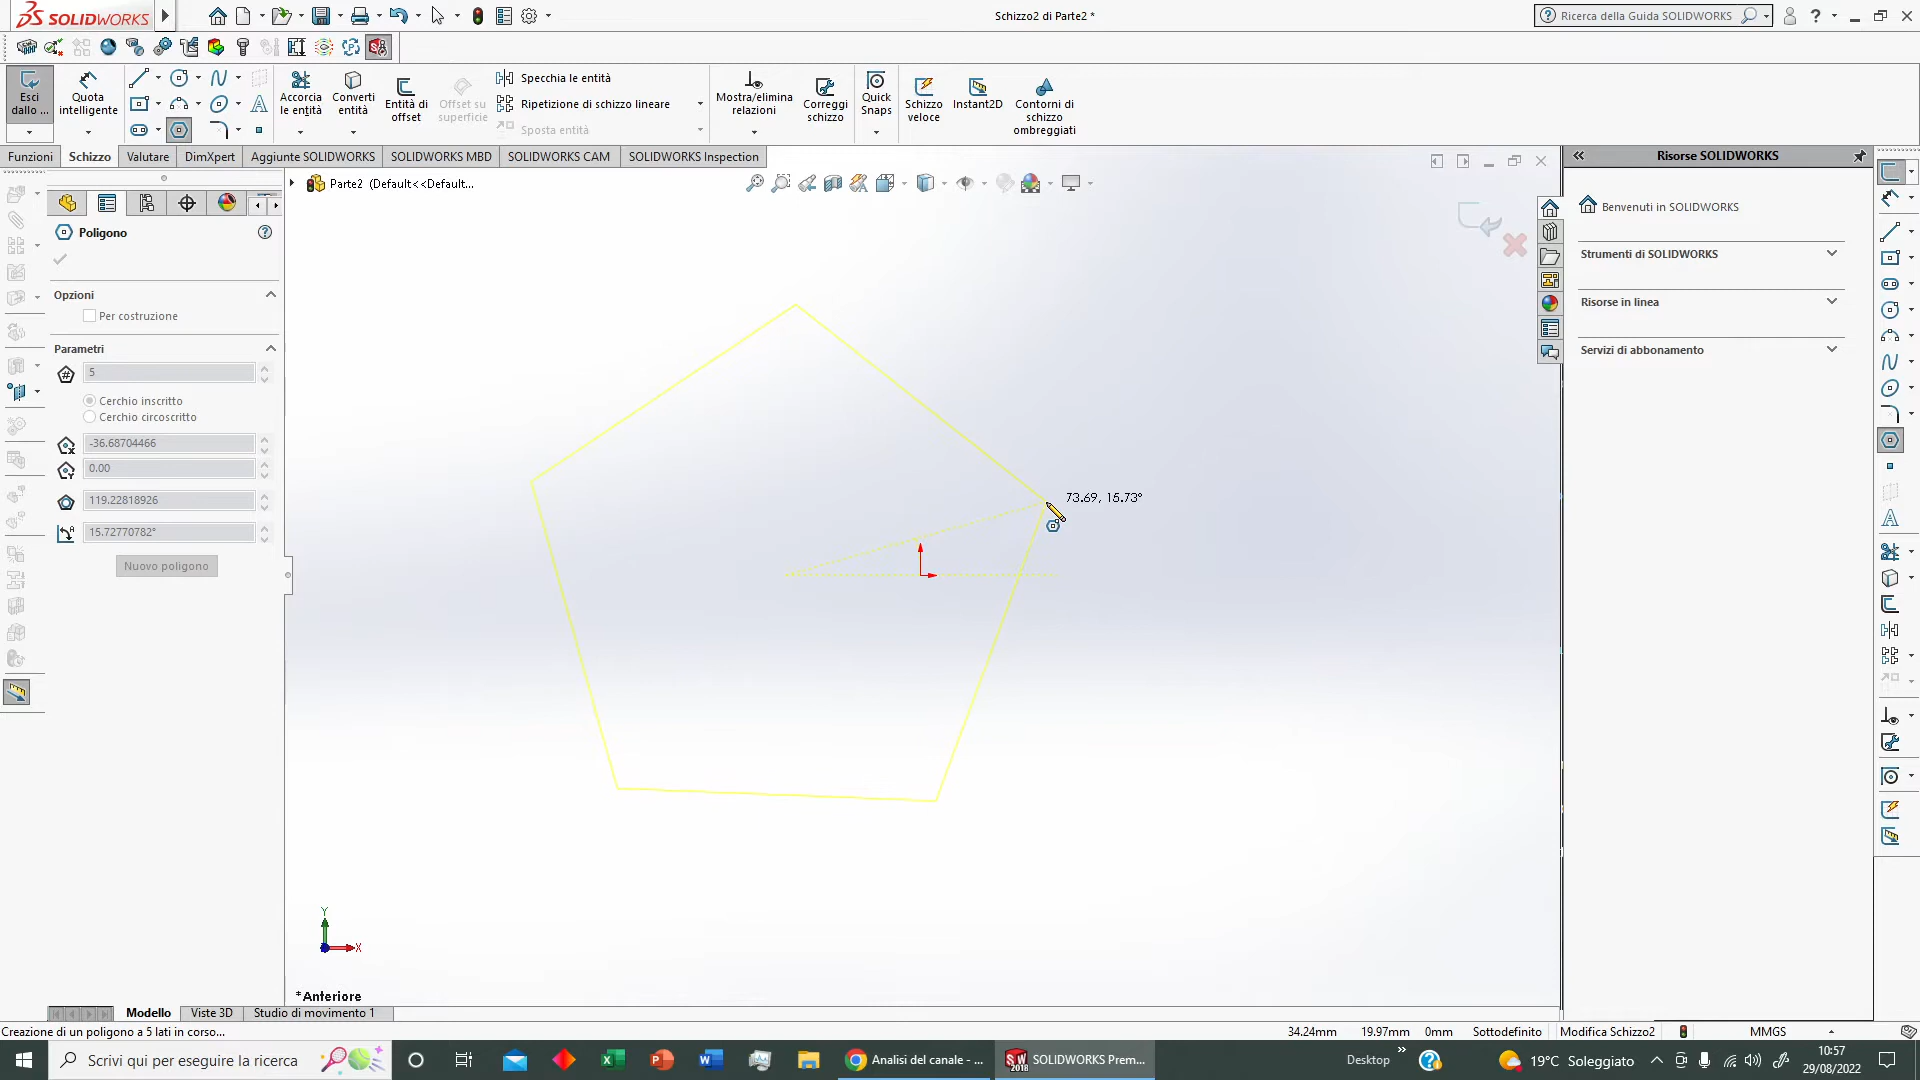 SOLIDWORKS
Schizzo2 di Parte2 *
Ricerca della Guida SOLIDWORKS
Esci dallo ...
Quota intelligente
Accorcia le entità
Converti entità
Entità di offset
Offset su superficie
Specchia le entità
Ripetizione di schizzo lineare
Sposta entità
Mostra/elimina relazioni
Correggi schizzo
Quick Snaps
Schizzo veloce
Instant2D
Contorni di schizzo ombreggiati
Funzioni
Schizzo
Valutare
DimXpert
Aggiunte SOLIDWORKS
SOLIDWORKS MBD
SOLIDWORKS CAM
SOLIDWORKS Inspection
Risorse SOLIDWORKS
Parte2 (Default<<Default...
Benvenuti in SOLIDWORKS
Strumenti di SOLIDWORKS
Risorse in linea
Servizi di abbonamento
Poligono
Opzioni
Per costruzione
Parametri
5
Cerchio inscritto
Cerchio circoscritto
-36.68704466
0.00
119.22818926
15.72770782°
Nuovo poligono
73.69, 15.73°
Y
X
*Anteriore
Modello
Viste 3D
Studio di movimento 1
Creazione di un poligono a 5 lati in corso...
34.24mm
19.97mm
0mm
Sottodefinito
Modifica Schizzo2
MMGS
Scrivi qui per eseguire la ricerca
Analisi del canale - ...
SOLIDWORKS Prem...
Desktop
19°C Soleggiato
10:57
29/08/2022